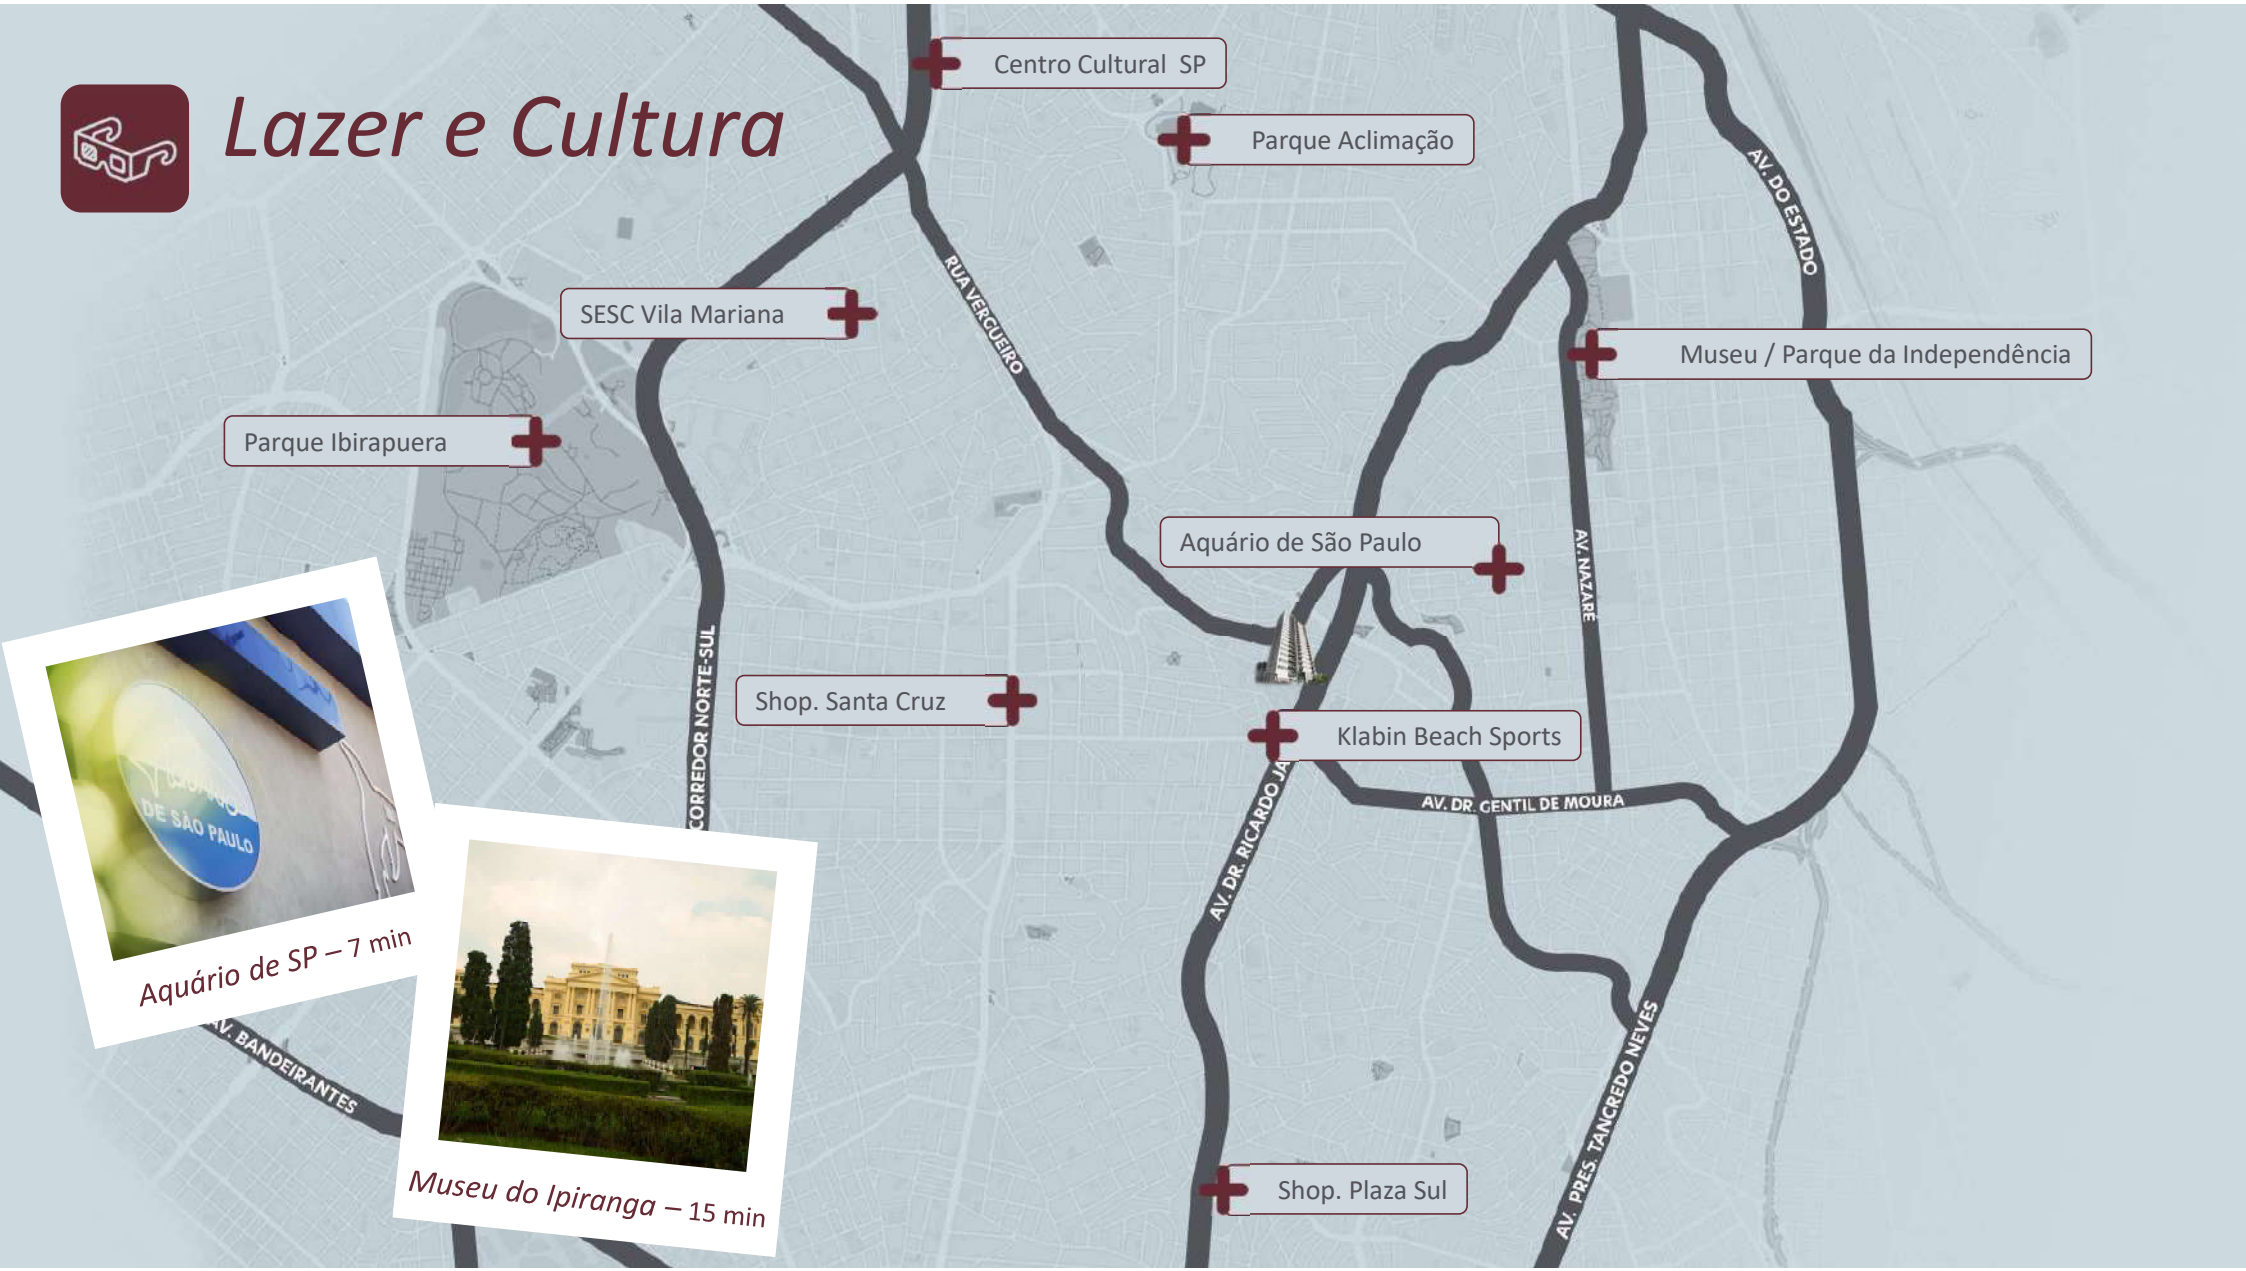 Lazer e Cultura
Centro Cultural SP
Parque Aclimação
AV. DO ESTADO
RUA VERGUEIRO
SESC Vila Mariana
Museu / Parque da Independência
Parque Ibirapuera
Aquário de São Paulo
AV. NAZARÉ
CORREDOR NORTE-SUL
Shop. Santa Cruz
Klabin Beach Sports
AV. DR. RICARDO JA
AV. DR. GENTIL DE MOURA
DE SÃO PAULO
Aquário de SP – 7 min
AV. BANDEIRANTES
Museu do Ipiranga – 15 min
AV. PRES. TANCREDO NEVES
Shop. Plaza Sul